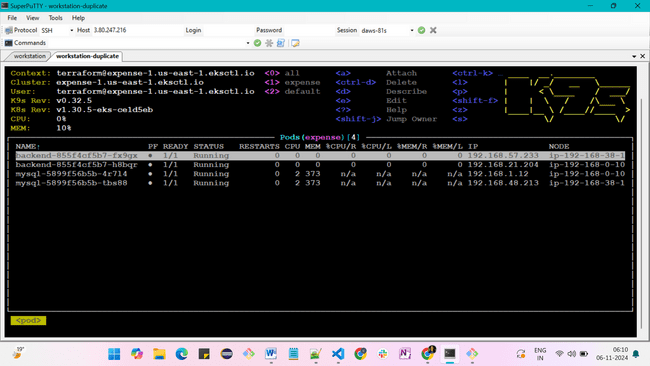 SuperPuTTY - workstation-duplicate
File View Tools Help
Protocol SSH Host 3.80.247.216 Login Password Session daws-81s
Commands
workstation workstation-duplicate
Context: terraform@expense-1.us-east-1.eksctl.io <0> all <a> Attach <ctrl-k>
Cluster: expense-1.us-east-1.eksctl.io <1> expense <ctrl-d> Delete <l>
User: terraform@expense-1.us-east-1.eksctl.io <2> default <d> Describe <p>
K9s Rev: v0.32.5 <e> Edit <shift-f>
K8s Rev: v1.30.5-eks-ce1d5eb <?> Help <z>
CPU: 0% <shift-j> Jump Owner <s>
MEM: 10%
Pods(expense)[4]
NAME↑ PF READY STATUS RESTARTS CPU MEM %CPU/R %CPU/L %MEM/R %MEM/L IP NODE
backend-855f4cf5b7-fx9gx ● 1/1 Running 0 0 0 0 0 0 0 192.168.57.233 ip-192-168-38-1
backend-855f4cf5b7-h8bqr ● 1/1 Running 0 0 0 0 0 0 0 192.168.21.204 ip-192-168-0-10
mysql-5899f56b5b-4r7l4 ● 1/1 Running 0 2 373 n/a n/a n/a n/a 192.168.1.12 ip-192-168-0-10
mysql-5899f56b5b-tbs88 ● 1/1 Running 0 2 373 n/a n/a n/a n/a 192.168.48.213 ip-192-168-38-1
<pod>
19°
ENG
IN
06:10
06-11-2024